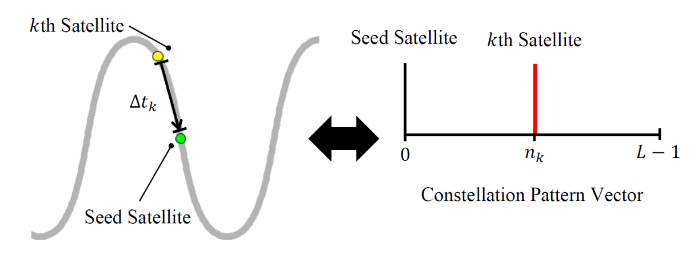 kth Satellite
Δt_k
Seed Satellite
Seed Satellite
kth Satellite
0
n_k
L − 1
Constellation Pattern Vector